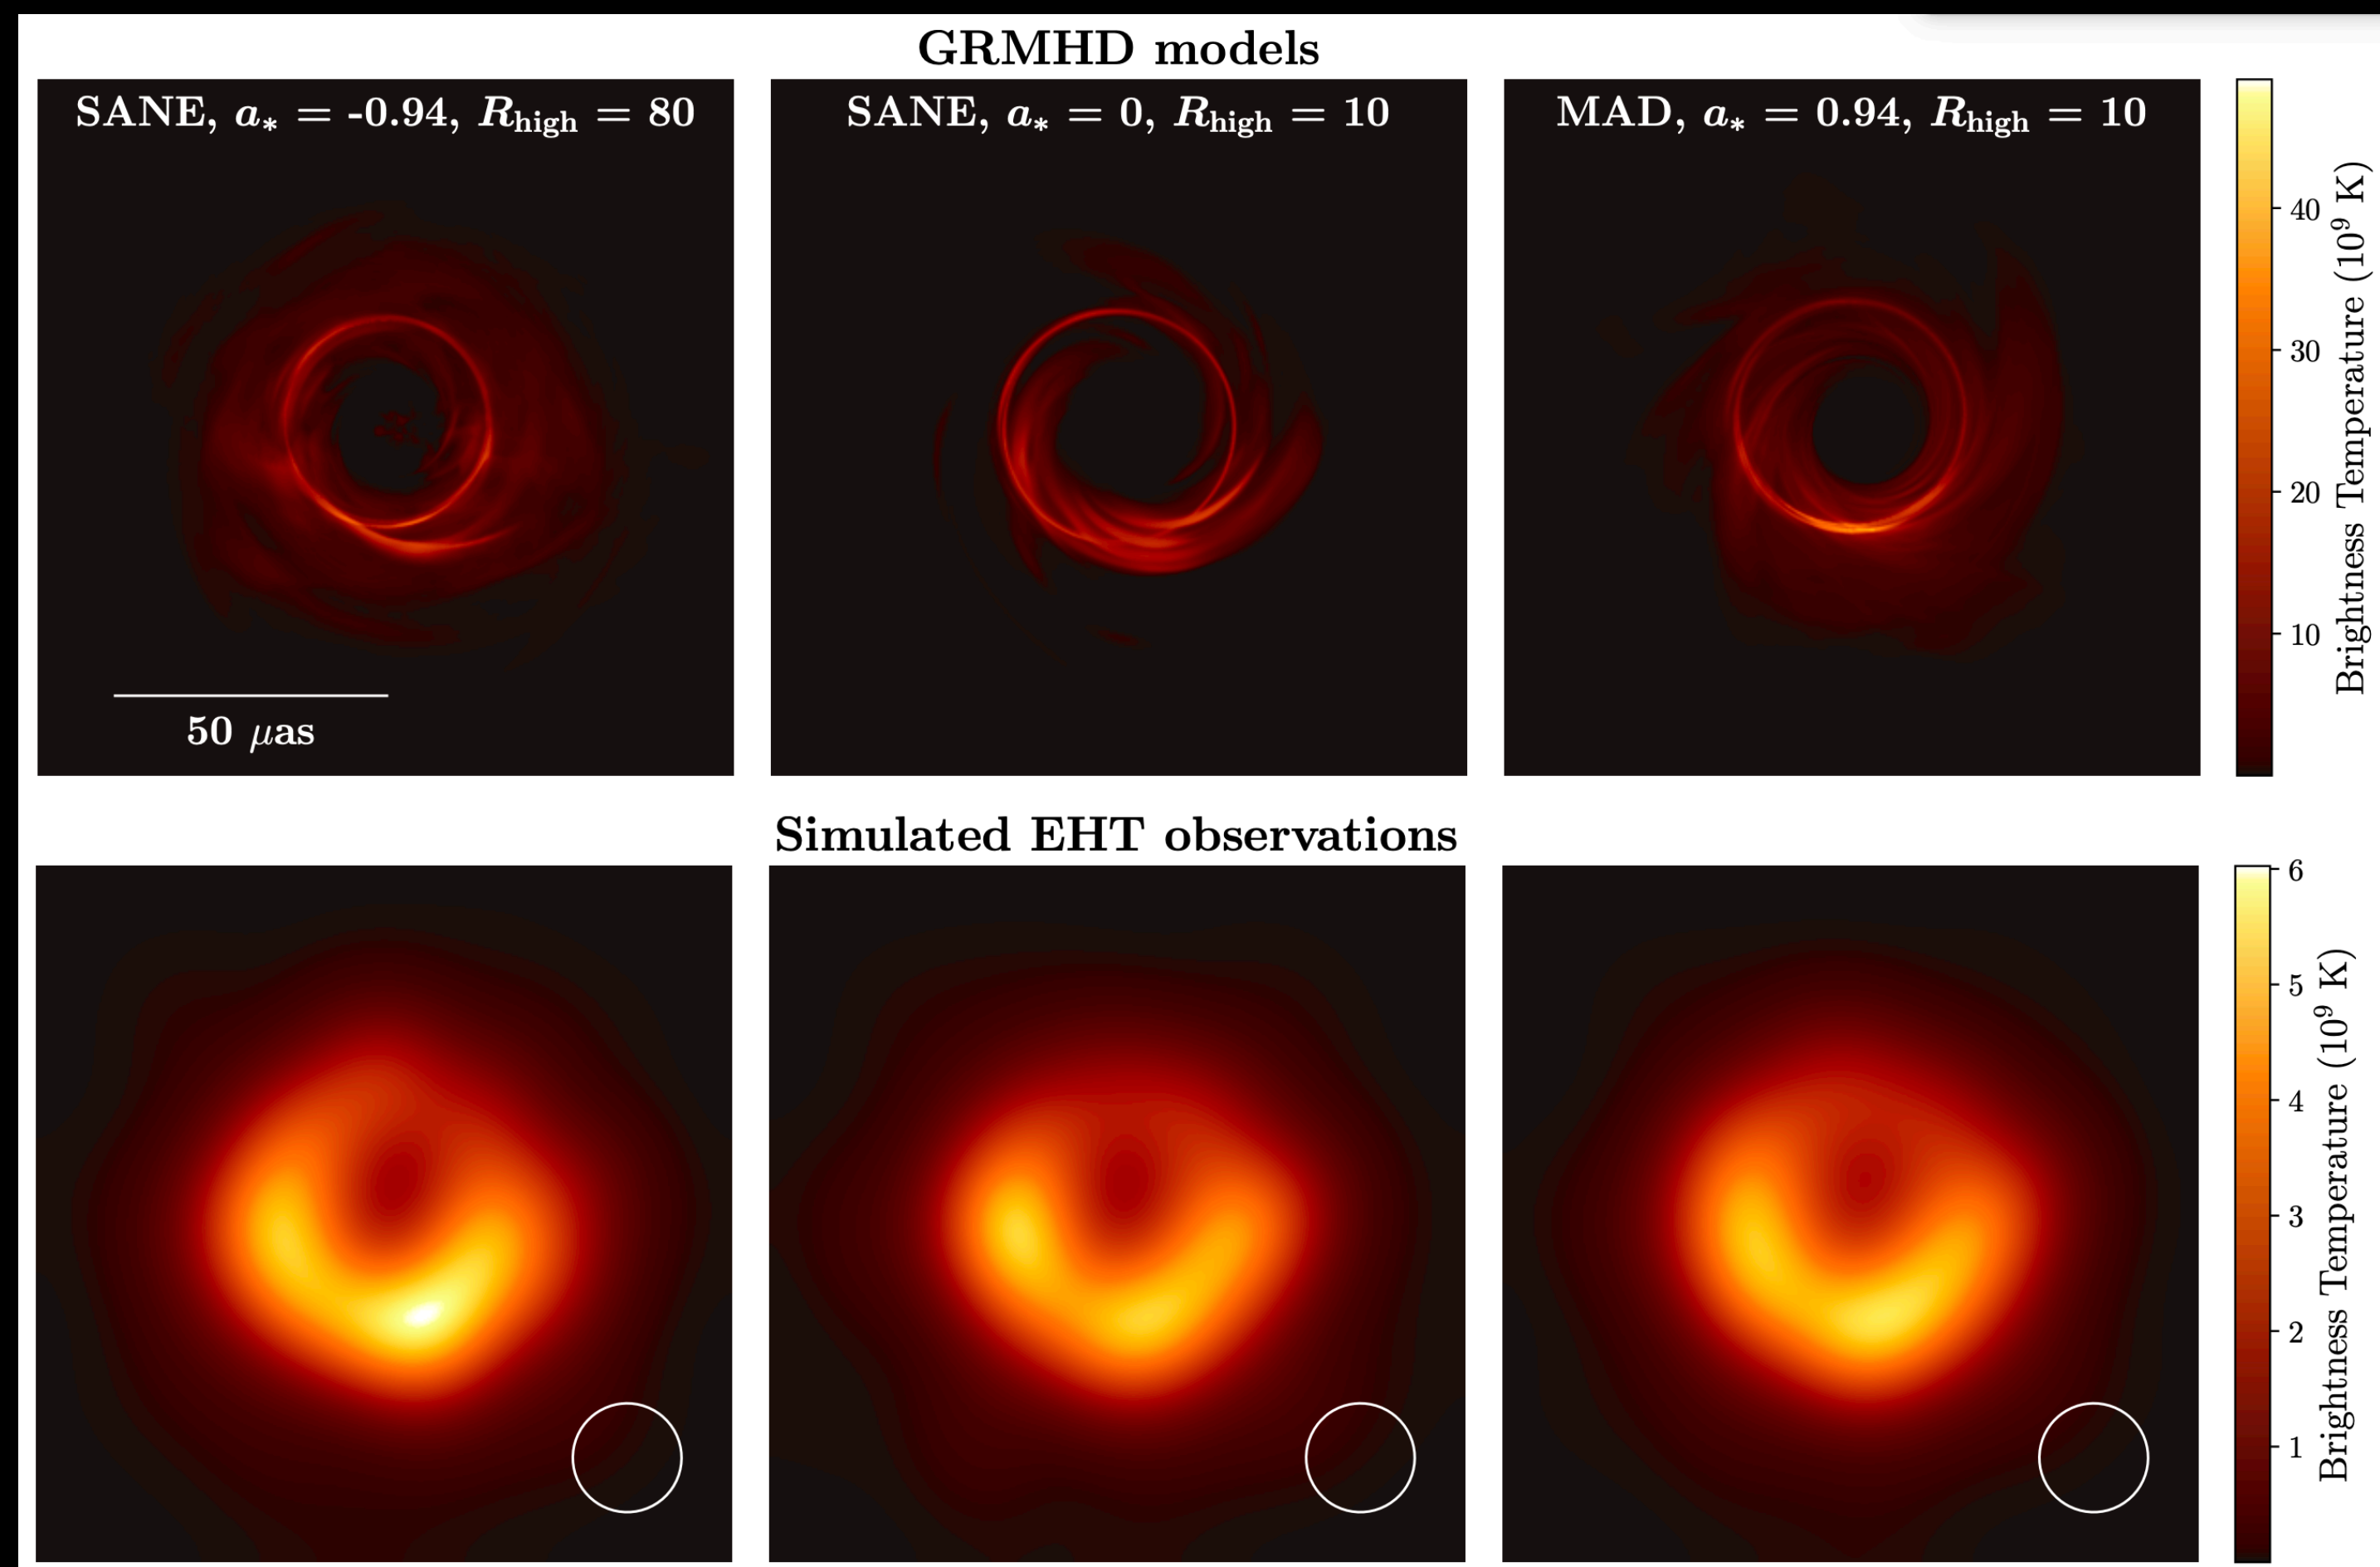 GRMHD models
SANE, a* = -0.94, Rhigh = 80
SANE, a* = 0, Rhigh = 10
MAD, a* = 0.94, Rhigh = 10
50 μas
40
30
20
10
Brightness Temperature (10⁹ K)
Simulated EHT observations
6
5
4
3
2
1
Brightness Temperature (10⁹ K)